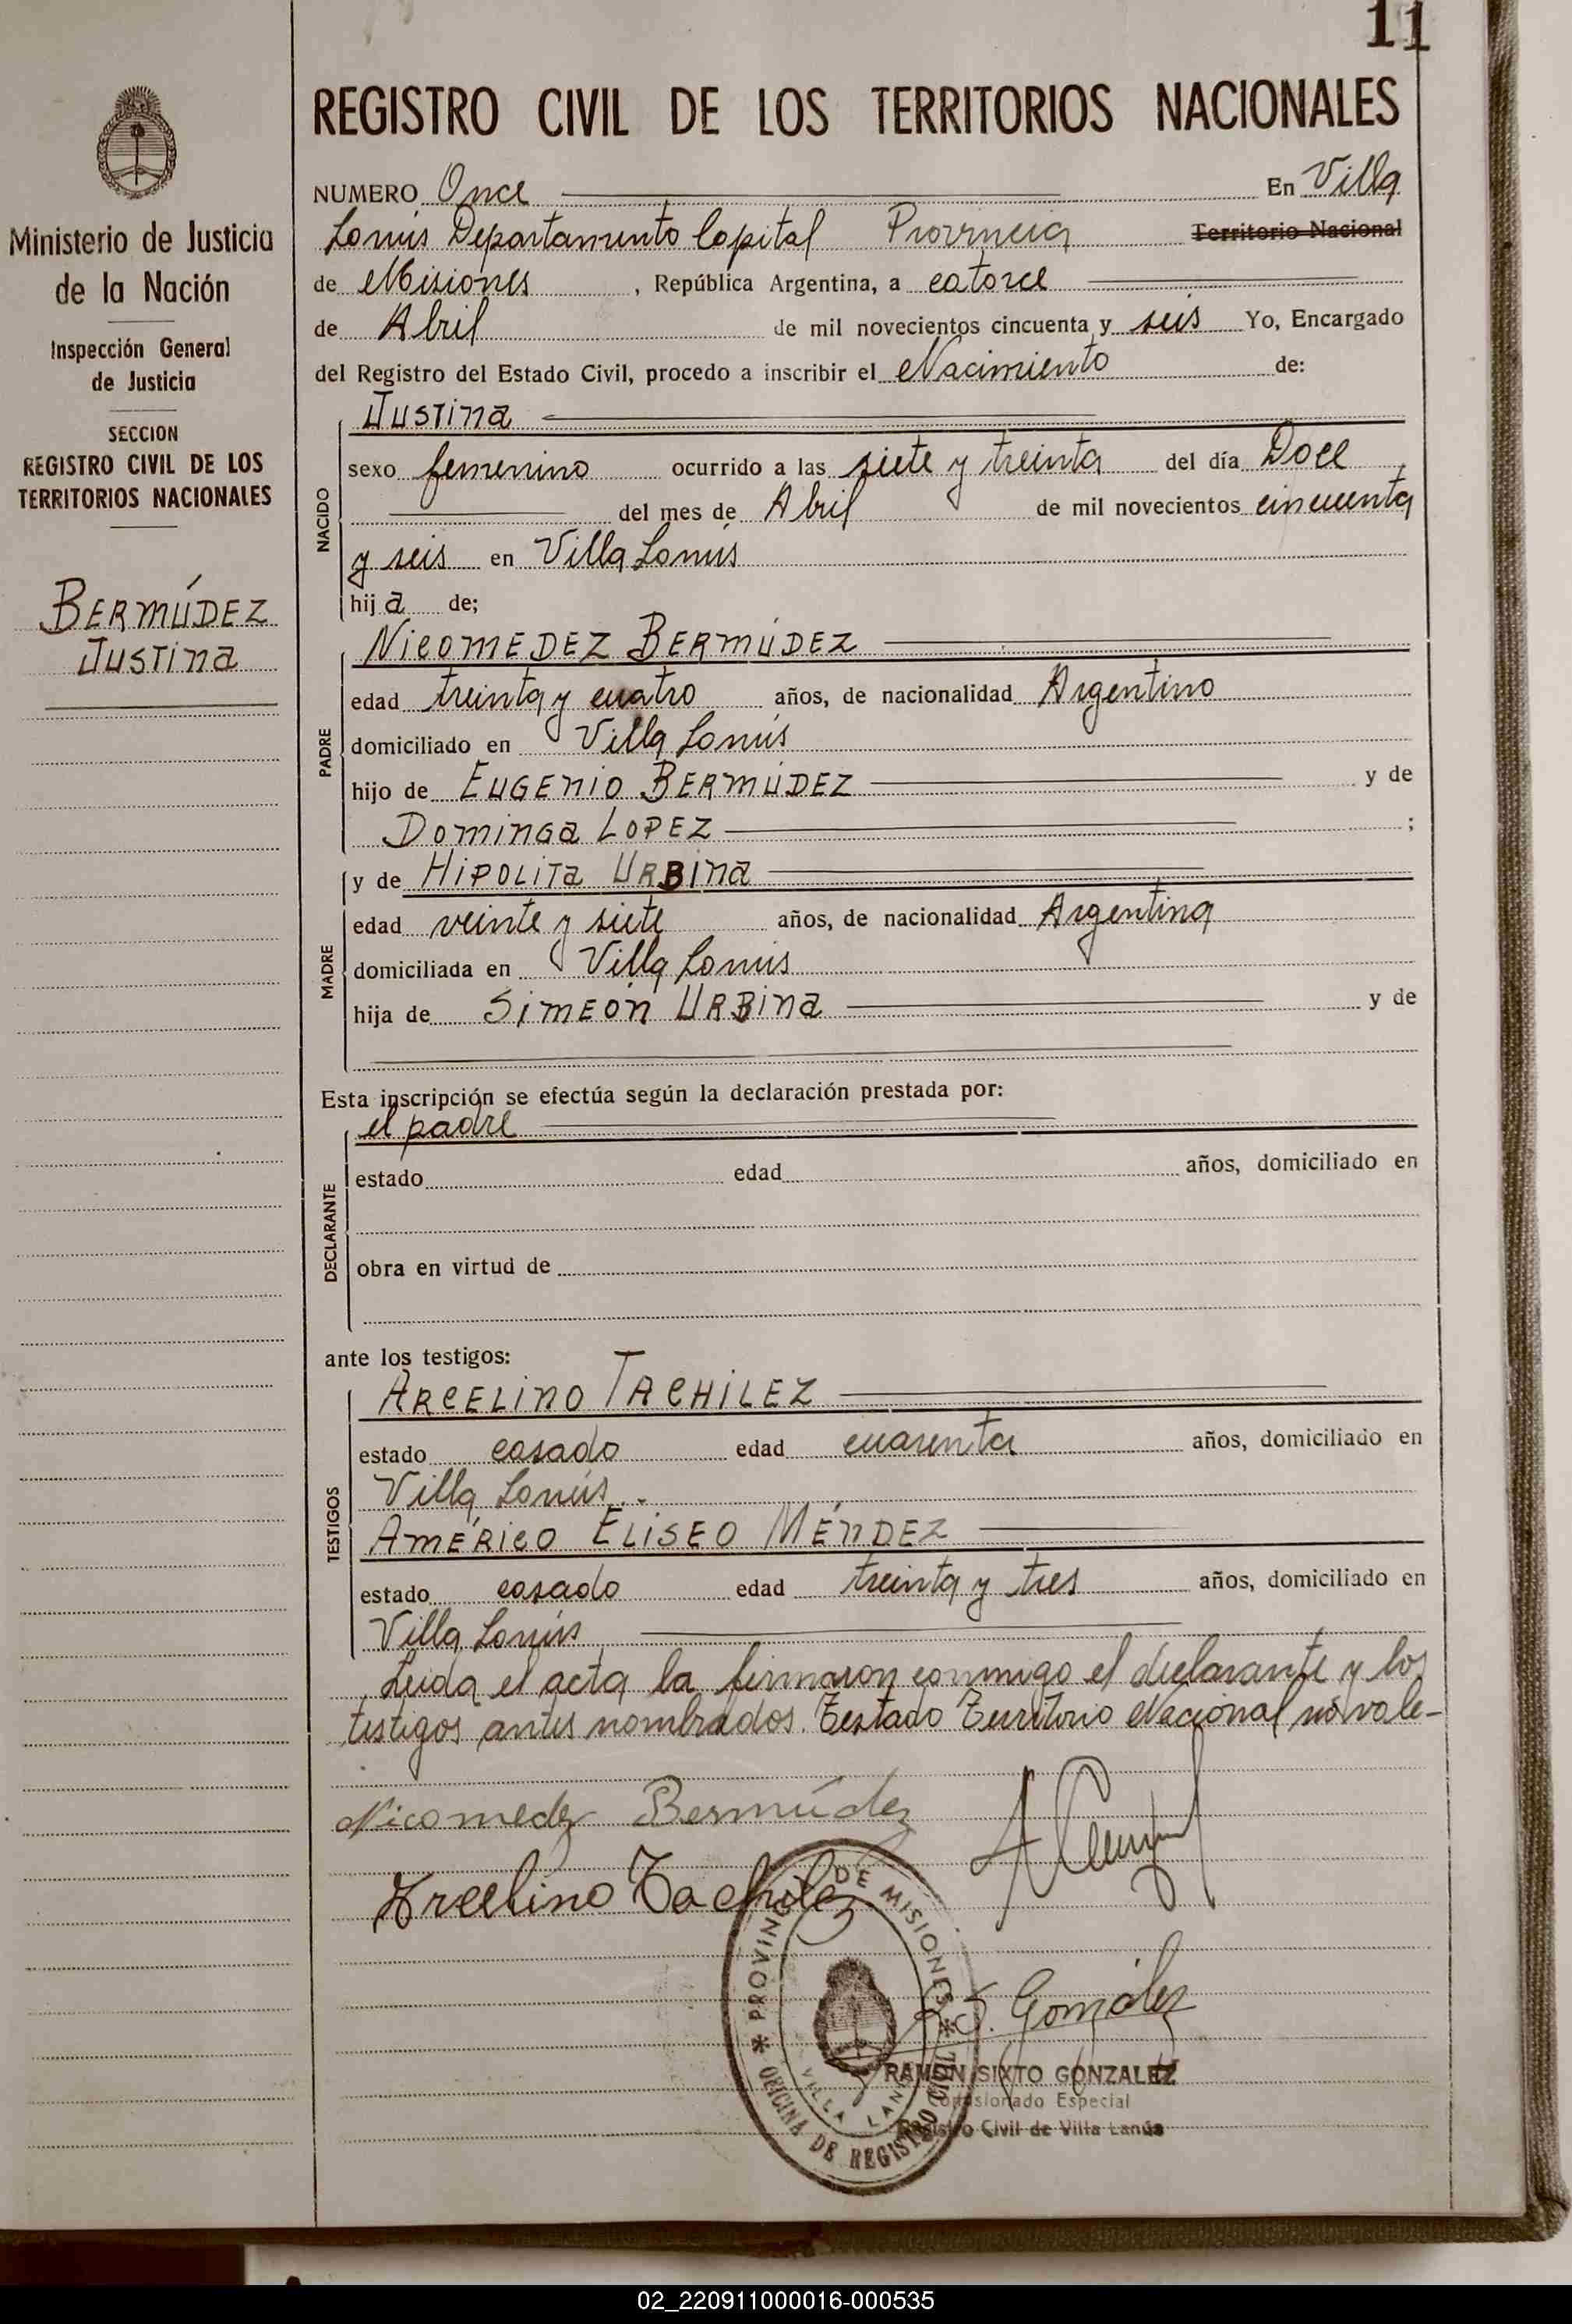 11
REGISTRO CIVIL DE LOS TERRITORIOS NACIONALES
Ministerio de Justicia
de la Nación
Inspección General
de Justicia
SECCION
REGISTRO CIVIL DE LOS
TERRITORIOS NACIONALES
BERMÚDEZ
Justina
NUMERO Once En Villa
Lanús Departamento Capital Provincia Territorio Nacional
de Misiones, República Argentina, a catorce
de Abril de mil novecientos cincuenta y seis Yo, Encargado
del Registro del Estado Civil, procedo a inscribir el Nacimiento de:
NACIDO
Justina
sexo femenino ocurrido a las siete y treinta del día Doce
del mes de Abril de mil novecientos cincuenta
y seis en Villa Lanús
hija de;
PADRE
NICOMEDEZ BERMÚDEZ
edad treinta y cuatro años, de nacionalidad Argentino
domiciliado en Villa Lanús
hijo de EUGENIO BERMÚDEZ y de
DOMINGA LOPEZ ;
MADRE
y de HIPOLITA URBINA
edad veinte y siete años, de nacionalidad Argentina
domiciliada en Villa Lanús
hija de SIMEÓN URBINA y de
Esta inscripción se efectúa según la declaración prestada por:
DECLARANTE
el padre
estado edad años, domiciliado en
obra en virtud de
ante los testigos:
TESTIGOS
ARCELINO TACHILEZ
estado casado edad cuarenta años, domiciliado en
Villa Lanús.
AMÉRICO ELISEO MÉNDEZ
estado casado edad treinta y tres años, domiciliado en
Villa Lanús
Leida el acta la firmaron conmigo el declarante y los
testigos antes nombrados. Testado Territorio Nacional no vale-
Nicomedez Bermúdez
Arcelino Tachilez
PROVINCIA DE MISIONES
OFICINA DE REGISTRO CIVIL
VILLA LANUS
R. S. González
RAMON SIXTO GONZALEZ
Comisionado Especial
Registro Civil de Villa Lanús
02_220911000016-000535